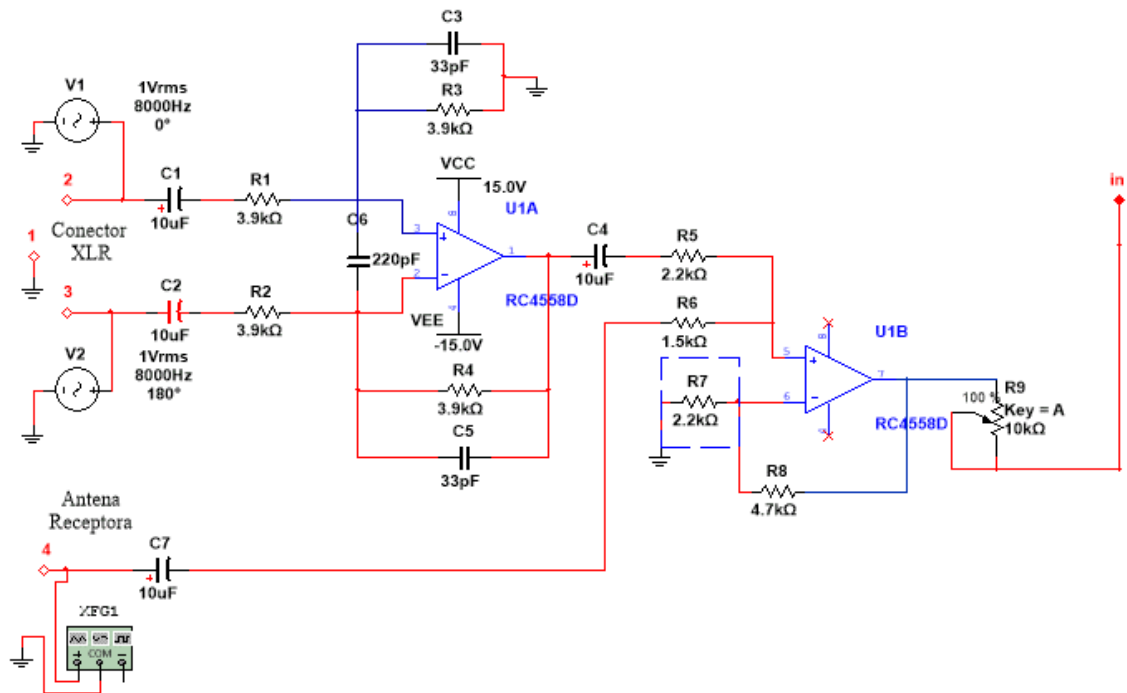 C3
33pF
R3
3.9kΩ
V1
1Vrms
8000Hz
0°
2
C1
+
10uF
R1
3.9kΩ
VCC
15.0V
8
U1A
C6
220pF
3
+
2
−
1
4
RC4558D
VEE
-15.0V
1
Conector
XLR
3
C2
+
10uF
R2
3.9kΩ
V2
1Vrms
8000Hz
180°
R4
3.9kΩ
C5
33pF
C4
+
10uF
R5
2.2kΩ
R6
1.5kΩ
R7
2.2kΩ
8
U1B
5
+
6
−
7
RC4558D
R8
4.7kΩ
R9
100 %
Key = A
10kΩ
in
Antena
Receptora
4
C7
+
10uF
XFG1
+
COM
−